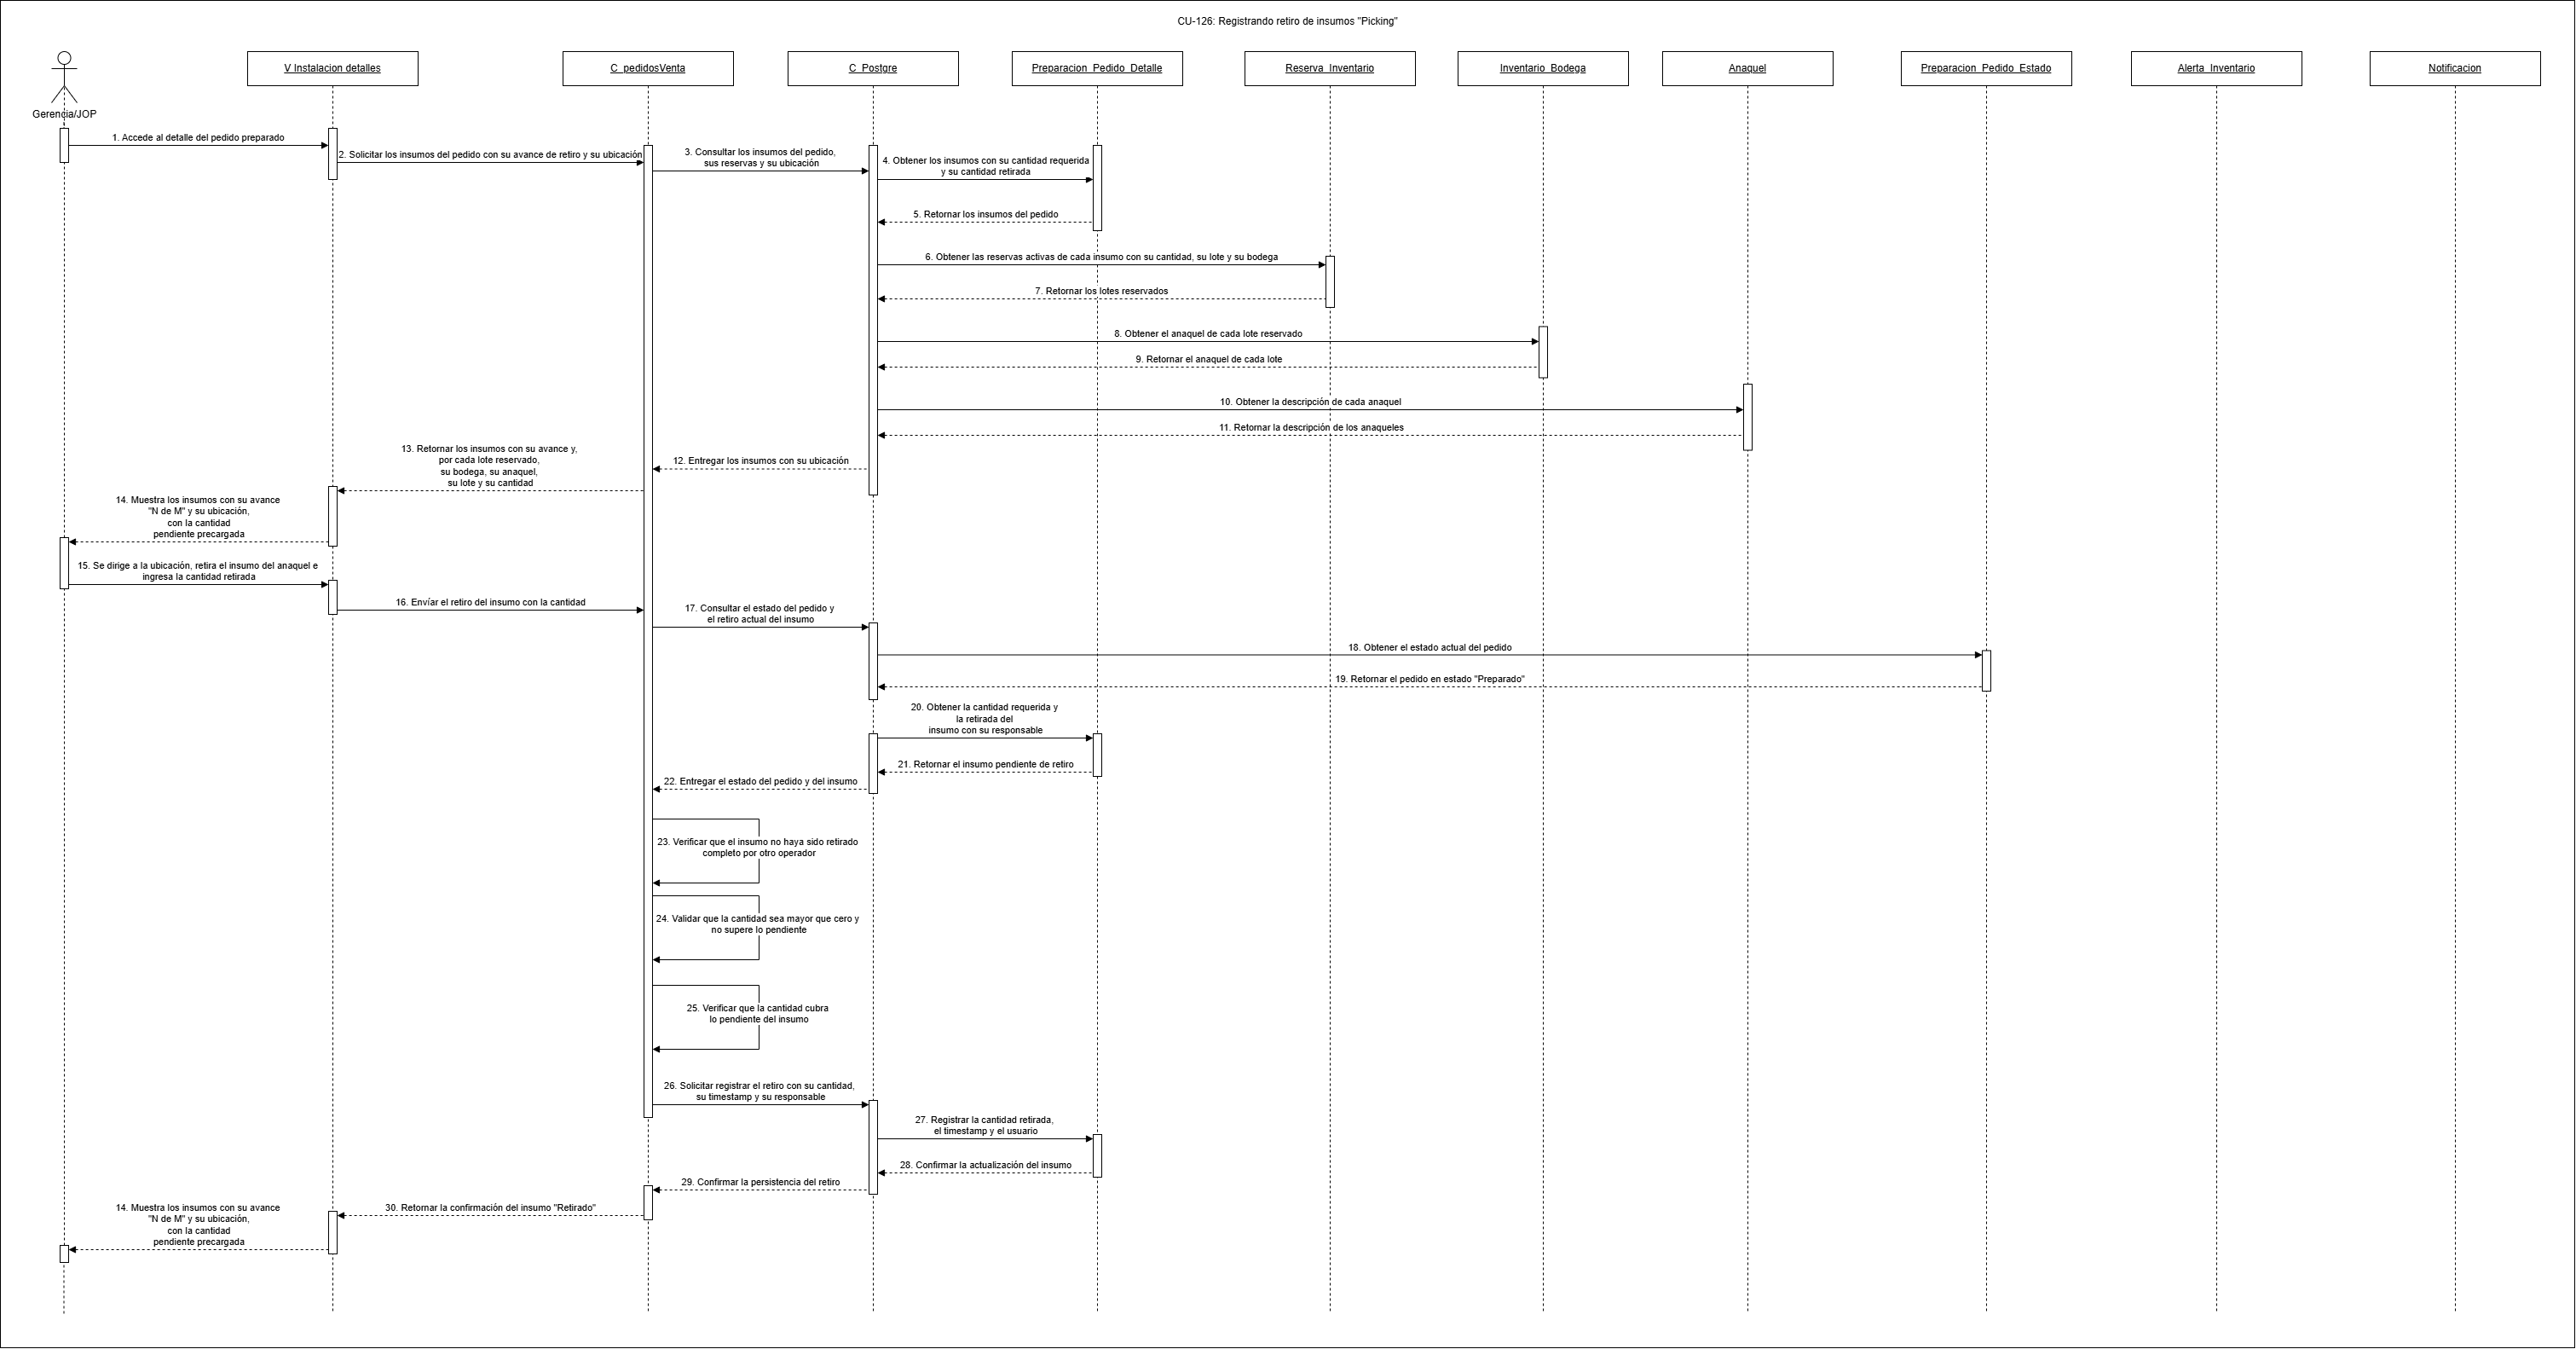 CU-126: Registrando retiro de insumos "Picking"
Gerencia/JOP
V Instalacion detalles
C_pedidosVenta
C_Postgre
Preparacion_Pedido_Detalle
Reserva_Inventario
Inventario_Bodega
Anaquel
Preparacion_Pedido_Estado
Alerta_Inventario
Notificacion
1. Accede al detalle del pedido preparado
2. Solicitar los insumos del pedido con su avance de retiro y su ubicación
3. Consultar los insumos del pedido,
sus reservas y su ubicación
4. Obtener los insumos con su cantidad requerida
y su cantidad retirada
5. Retornar los insumos del pedido
6. Obtener las reservas activas de cada insumo con su cantidad, su lote y su bodega
7. Retornar los lotes reservados
8. Obtener el anaquel de cada lote reservado
9. Retornar el anaquel de cada lote
10. Obtener la descripción de cada anaquel
11. Retornar la descripción de los anaqueles
12. Entregar los insumos con su ubicación
13. Retornar los insumos con su avance y,
por cada lote reservado,
su bodega, su anaquel,
su lote y su cantidad
14. Muestra los insumos con su avance
"N de M" y su ubicación,
con la cantidad
pendiente precargada
15. Se dirige a la ubicación, retira el insumo del anaquel e
ingresa la cantidad retirada
16. Envíar el retiro del insumo con la cantidad
17. Consultar el estado del pedido y
el retiro actual del insumo
18. Obtener el estado actual del pedido
19. Retornar el pedido en estado "Preparado"
20. Obtener la cantidad requerida y
la retirada del
insumo con su responsable
21. Retornar el insumo pendiente de retiro
22. Entregar el estado del pedido y del insumo
23. Verificar que el insumo no haya sido retirado
completo por otro operador
24. Validar que la cantidad sea mayor que cero y
no supere lo pendiente
25. Verificar que la cantidad cubra
lo pendiente del insumo
26. Solicitar registrar el retiro con su cantidad,
su timestamp y su responsable
27. Registrar la cantidad retirada,
el timestamp y el usuario
28. Confirmar la actualización del insumo
29. Confirmar la persistencia del retiro
30. Retornar la confirmación del insumo "Retirado"
14. Muestra los insumos con su avance
"N de M" y su ubicación,
con la cantidad
pendiente precargada